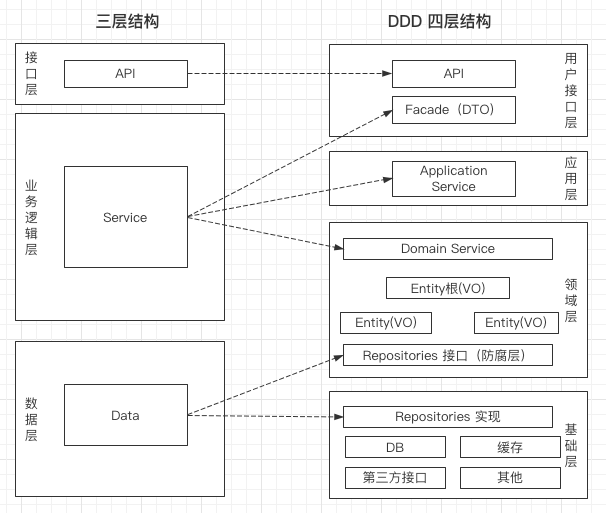 三层结构
DDD 四层结构
接口层
API
业务逻辑层
Service
数据层
Data
API
Facade（DTO）
用户接口层
Application
Service
应用层
Domain Service
Entity根(VO)
Entity(VO)
Entity(VO)
Repositories 接口（防腐层）
领域层
Repositories 实现
DB
缓存
第三方接口
其他
基础层